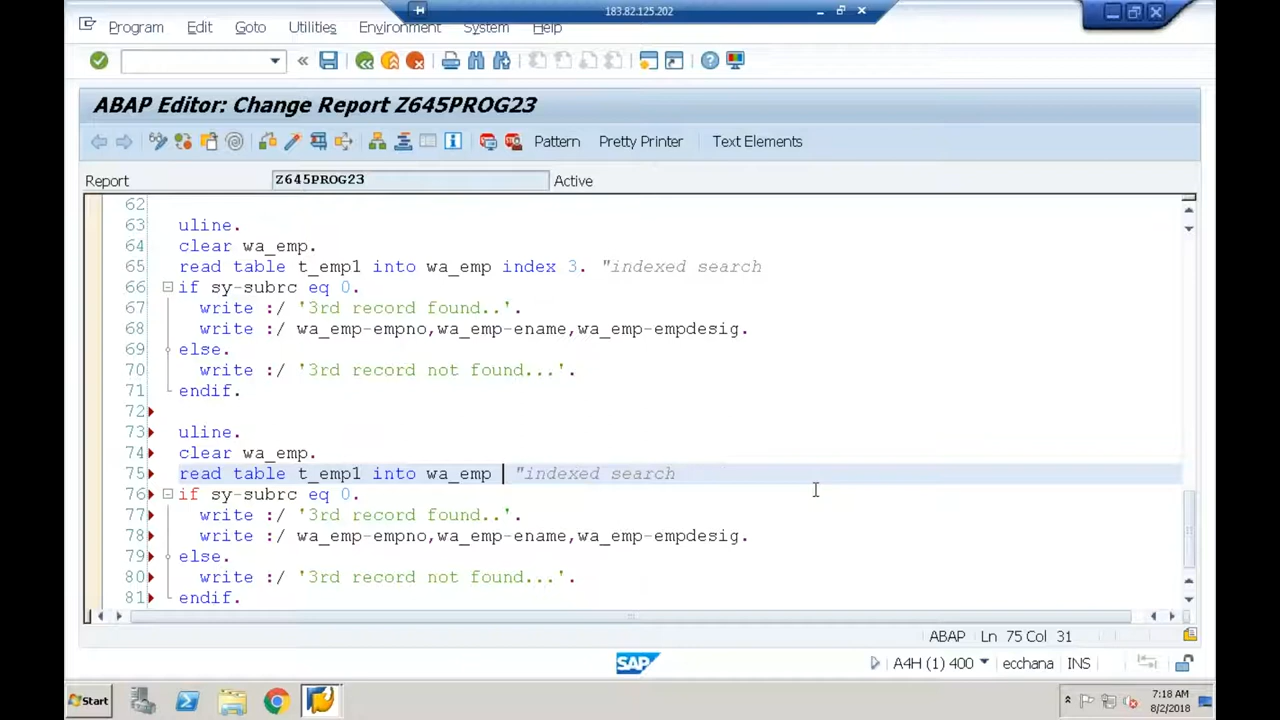 183.82.125.202
Program Edit Goto Utilities Environment System Help
ABAP Editor: Change Report Z645PROG23
Pattern Pretty Printer Text Elements
Report Z645PROG23 Active
62
63 uline.
64 clear wa_emp.
65 read table t_emp1 into wa_emp index 3. "indexed search
66 if sy-subrc eq 0.
67 write :/ '3rd record found..'.
68 write :/ wa_emp-empno,wa_emp-ename,wa_emp-empdesig.
69 else.
70 write :/ '3rd record not found...'.
71 endif.
72
73 uline.
74 clear wa_emp.
75 read table t_emp1 into wa_emp "indexed search
76 if sy-subrc eq 0.
77 write :/ '3rd record found..'.
78 write :/ wa_emp-empno,wa_emp-ename,wa_emp-empdesig.
79 else.
80 write :/ '3rd record not found...'.
81 endif.
ABAP Ln 75 Col 31
SAP A4H (1) 400 ecchana INS
Start 7:18 AM
8/2/2018